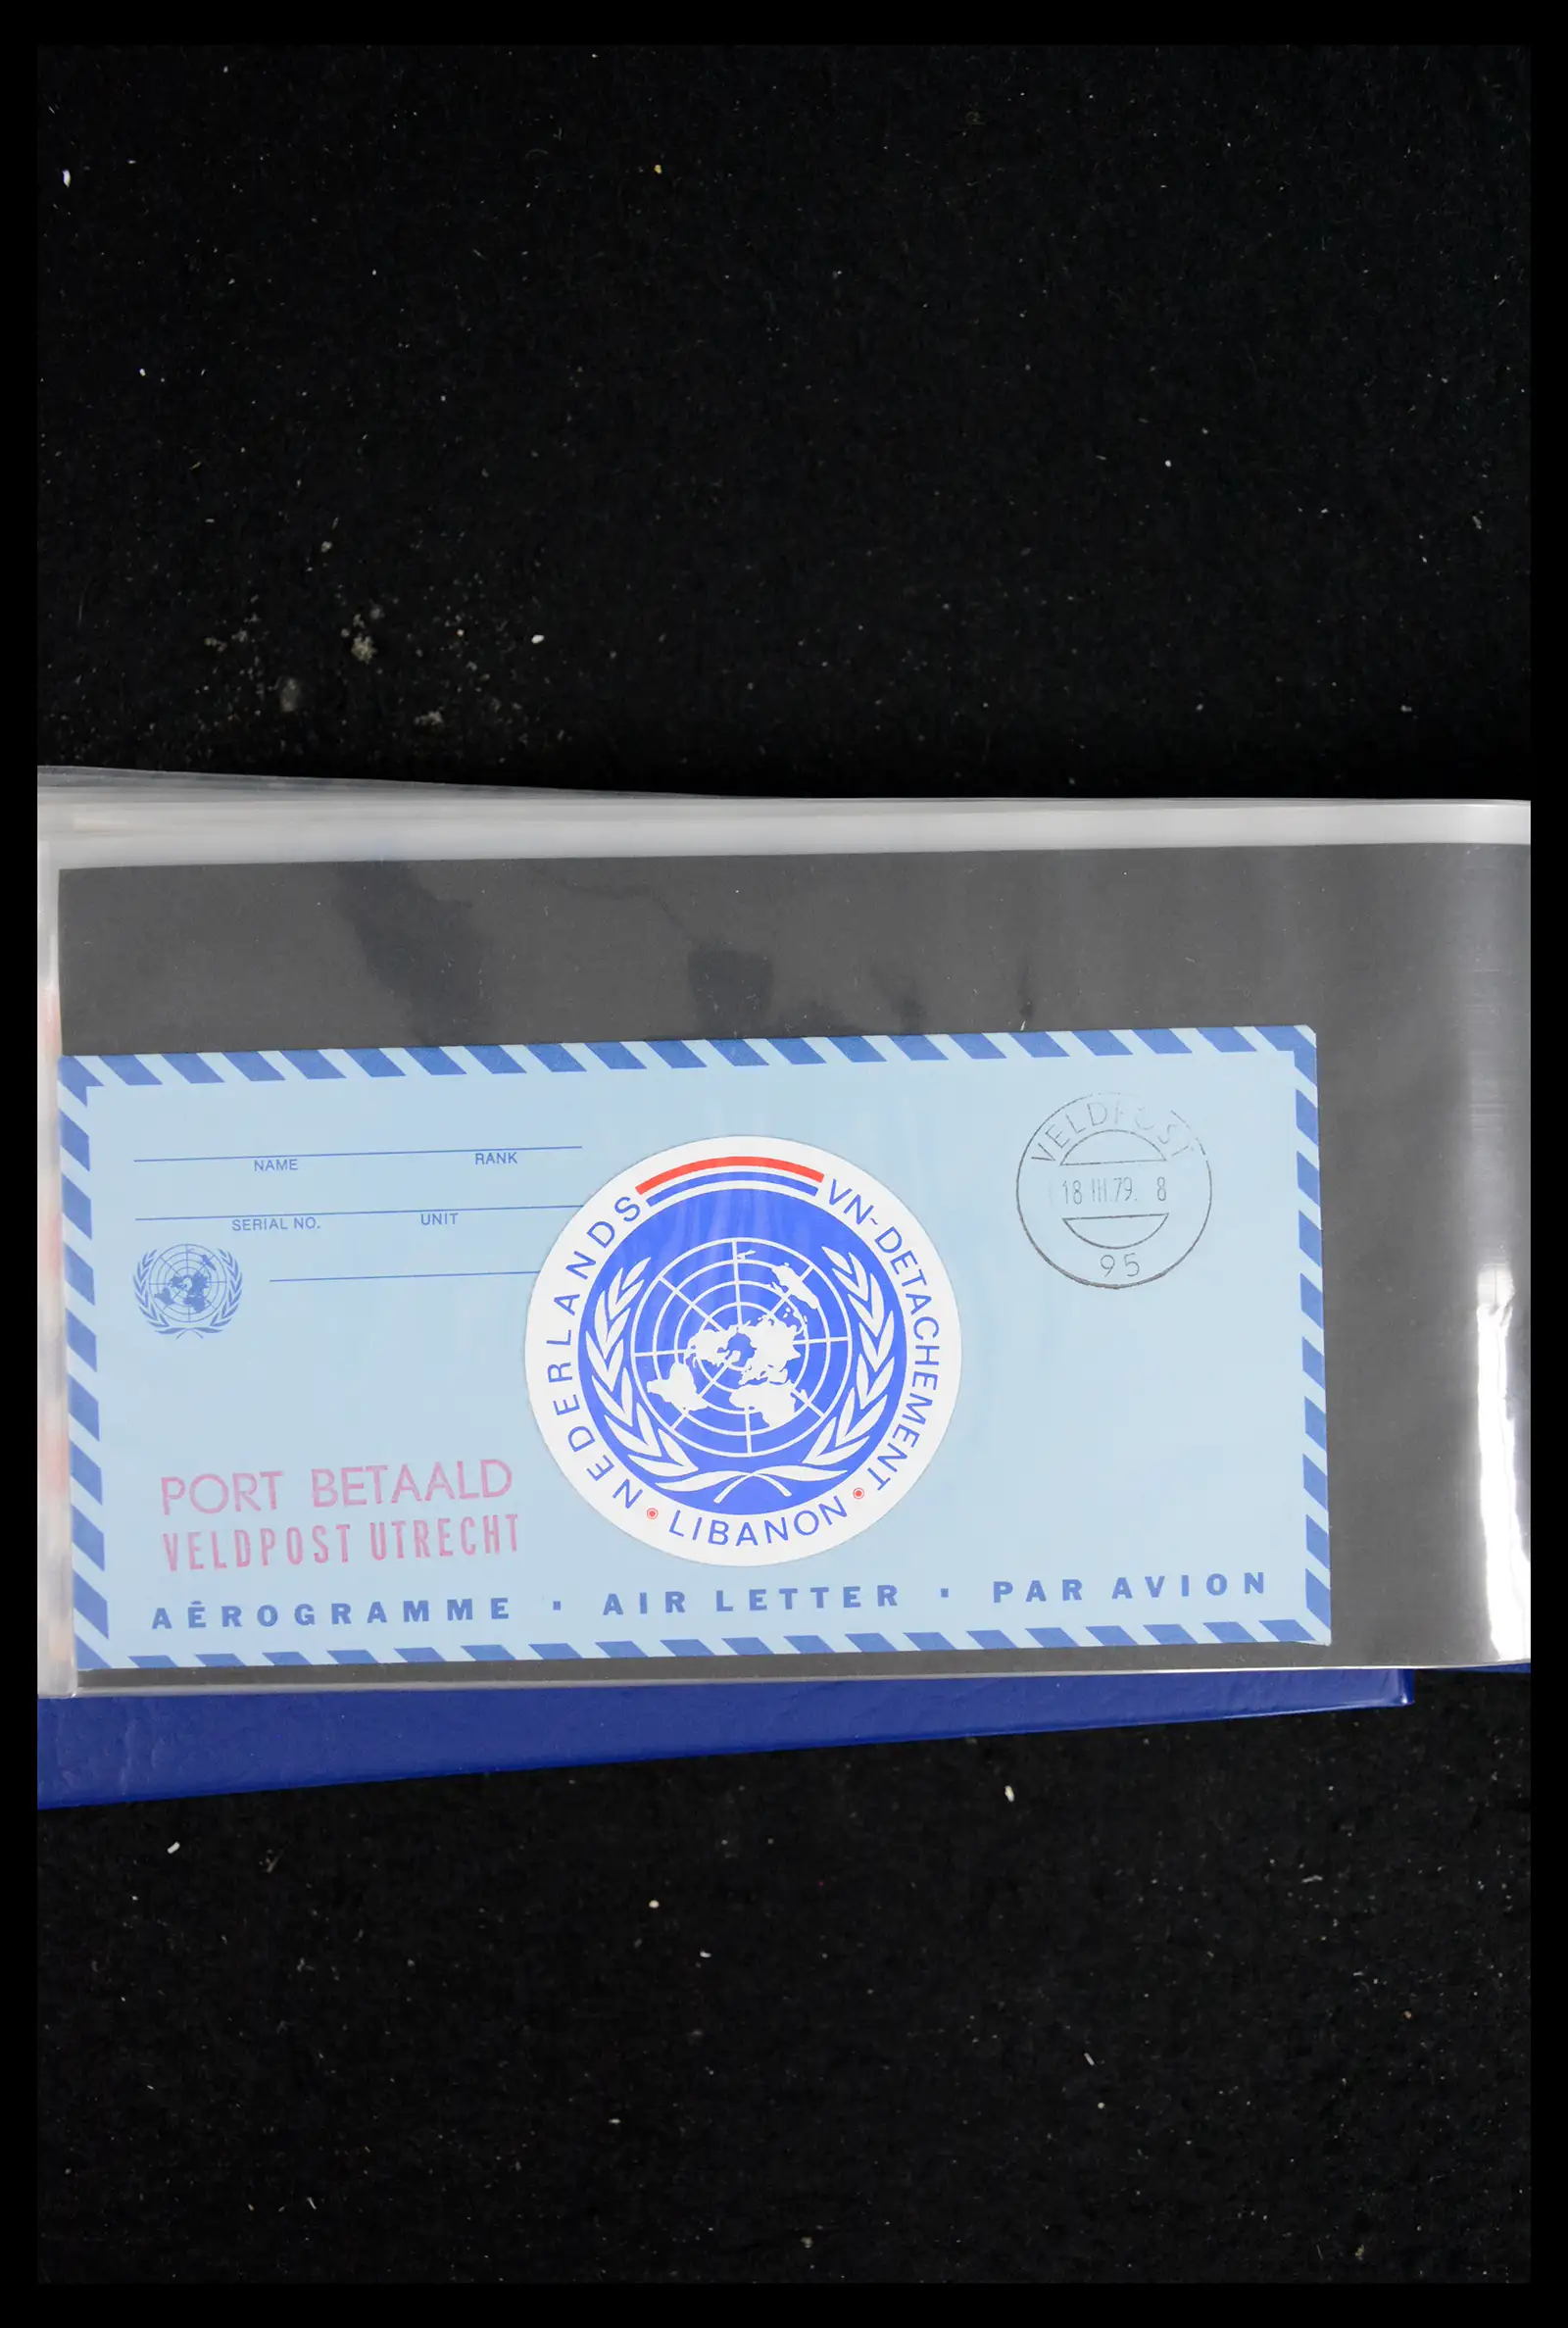 NAME RANK
SERIAL NO. UNIT
NEDERLANDS VN-DETACHEMENT
• LIBANON •
VELDPOST
18 III.79. 8
95
PORT BETAALD
VELDPOST UTRECHT
AÉROGRAMME · AIR LETTER · PAR AVION